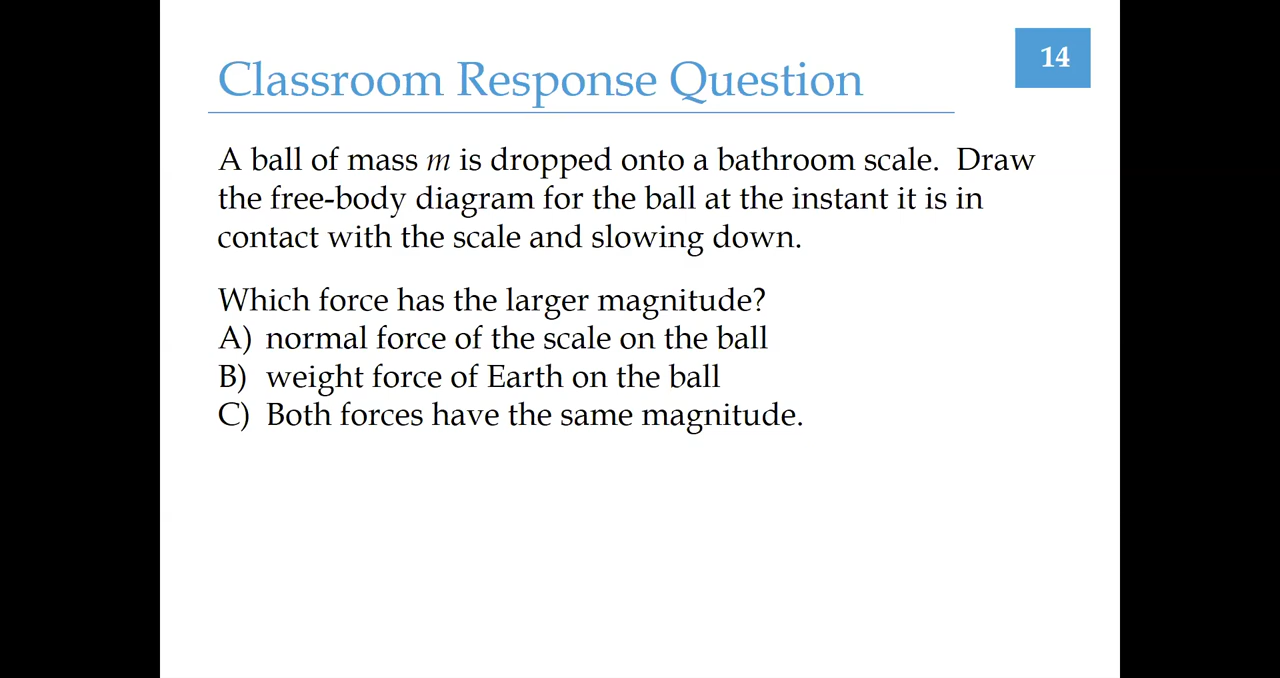 14
Classroom Response Question
A ball of mass m is dropped onto a bathroom scale. Draw
the free-body diagram for the ball at the instant it is in
contact with the scale and slowing down.
Which force has the larger magnitude?
A) normal force of the scale on the ball
B) weight force of Earth on the ball
C) Both forces have the same magnitude.